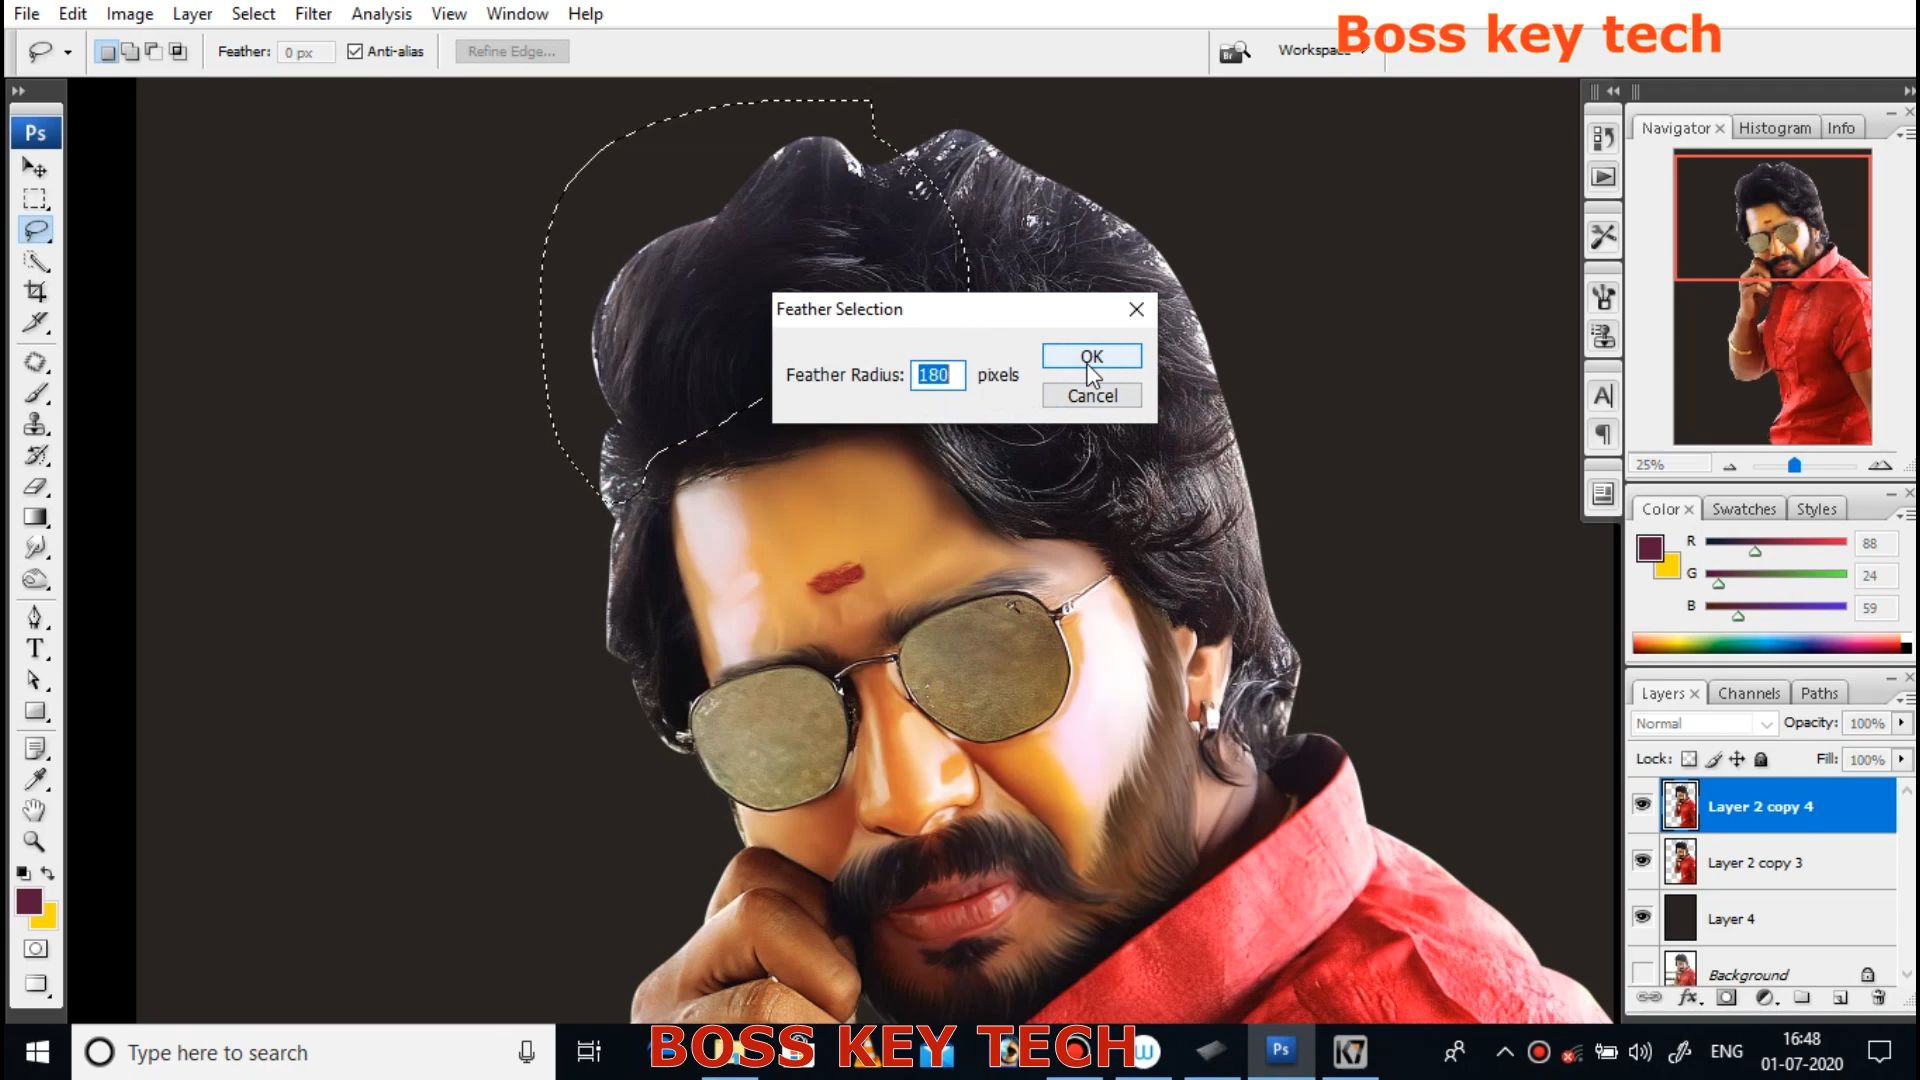 File Edit Image Layer Select Filter Analysis View Window Help
Boss key tech
Feather: 0 px Anti-alias Refine Edge...
Br Workspace
Ps
Navigator Histogram Info
Feather Selection
Feather Radius: 180 pixels
OK
Cancel
25%
Color Swatches Styles
R 88
G 24
B 59
Layers Channels Paths
Normal Opacity: 100%
Lock: Fill: 100%
Layer 2 copy 4
Layer 2 copy 3
Layer 4
Background
Type here to search
BOSS KEY TECH
Ps
K7
ENG
16:48
01-07-2020